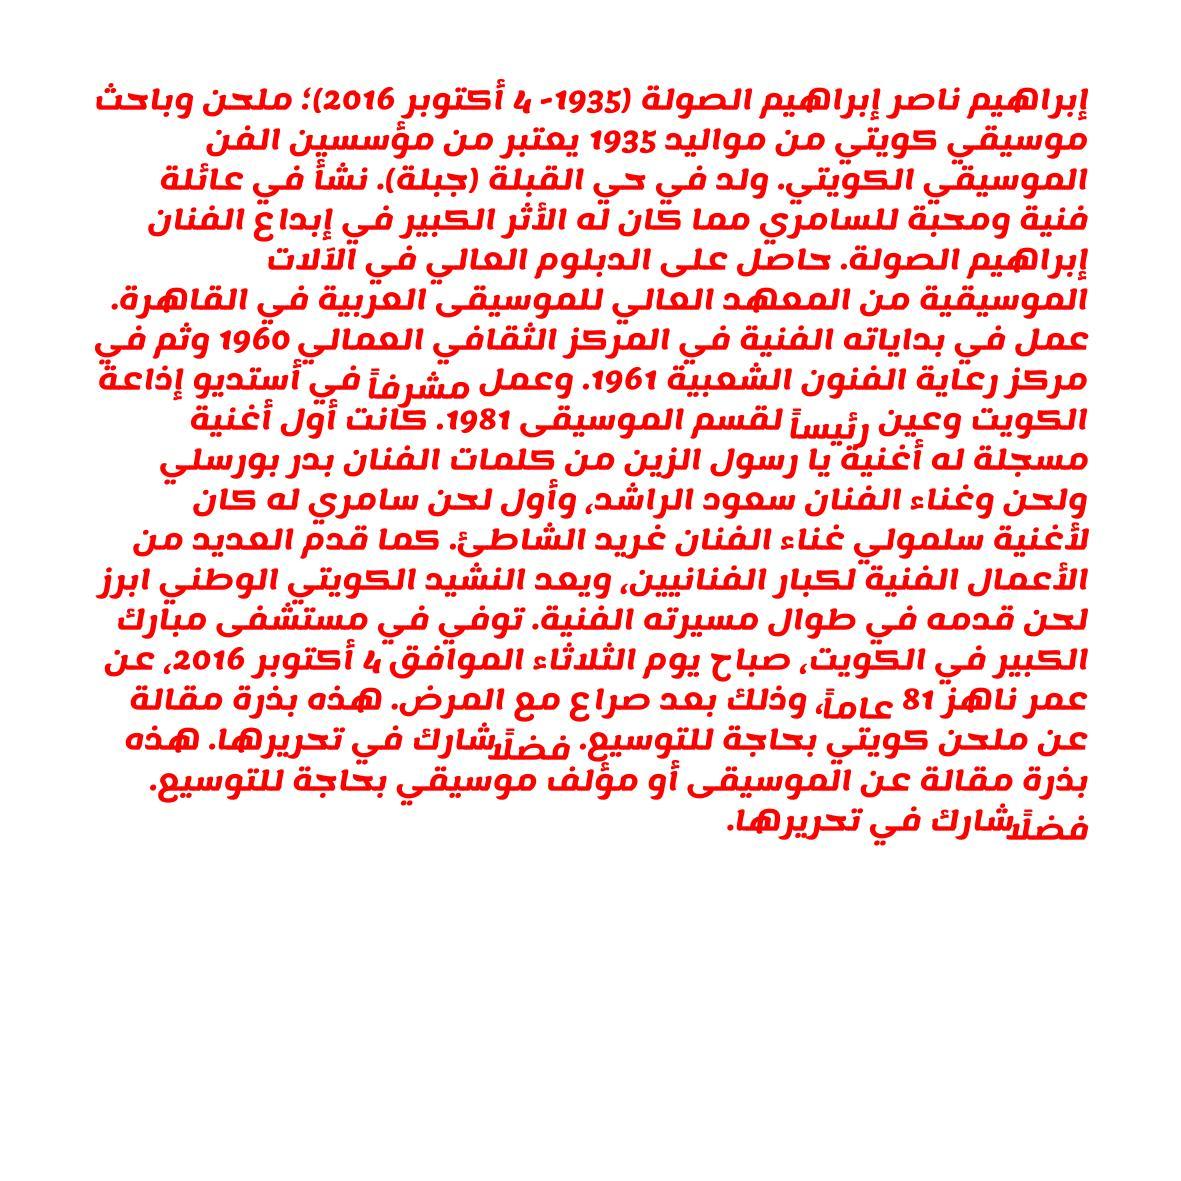 إبراهيم ناصر إبراهيم الصولة (1935- 4 أكتوبر 2016)؛ ملحن وباحث
موسيقي كويتي من مواليد 1935 يعتبر من مؤسسين الفن
الموسيقي الكويتي. ولد في حي القبلة (جبلة). نشأ في عائلة
فنية ومحبة للسامري مما كان له الأثر الكبير في إبداع الفنان
إبراهيم الصولة. حاصل على الدبلوم العالي في الآلات
الموسيقية من المعهد العالي للموسيقى العربية في القاهرة.
عمل في بداياته الفنية في المركز الثقافي العمالي 1960 وثم في
مركز رعاية الفنون الشعبية 1961. وعمل مشرفاً في أستديو إذاعة
الكويت وعين رئيساً لقسم الموسيقى 1981. كانت أول أغنية
مسجلة له أغنية يا رسول الزين من كلمات الفنان بدر بورسلي
ولحن وغناء الفنان سعود الراشد، وأول لحن سامري له كان
لأغنية سلمولي غناء الفنان غريد الشاطئ. كما قدم العديد من
الأعمال الفنية لكبار الفنانيين، ويعد النشيد الكويتي الوطني ابرز
لحن قدمه في طوال مسيرته الفنية. توفي في مستشفى مبارك
الكبير في الكويت، صباح يوم الثلاثاء الموافق 4 أكتوبر 2016، عن
عمر ناهز 81 عاماً، وذلك بعد صراع مع المرض. هذه بذرة مقالة
عن ملحن كويتي بحاجة للتوسيع. فضلًا شارك في تحريرها. هذه
بذرة مقالة عن الموسيقى أو مؤلف موسيقي بحاجة للتوسيع.
فضلًا شارك في تحريرها.